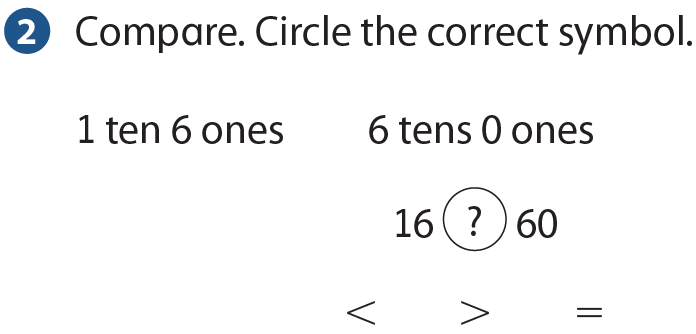 2 Compare. Circle the correct symbol.
1 ten 6 ones 6 tens 0 ones
16 ? 60
< > =